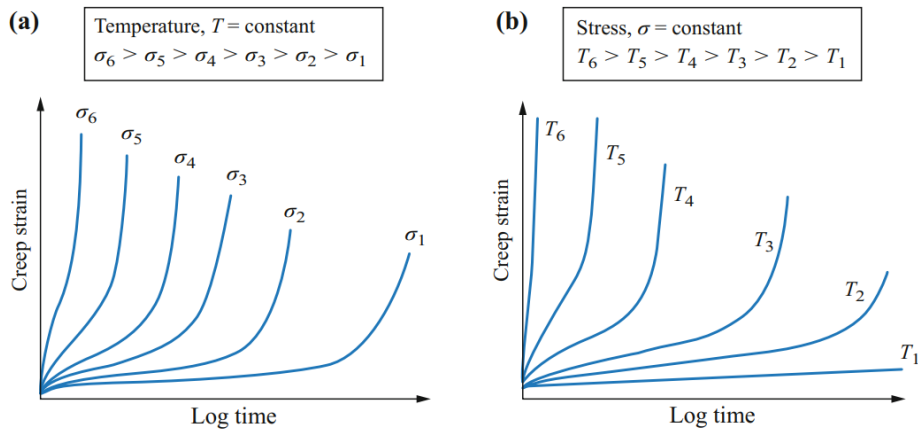 (a)
Temperature, T = constant
σ6 > σ5 > σ4 > σ3 > σ2 > σ1
σ6
σ5
σ4
σ3
σ2
σ1
Creep strain
Log time
(b)
Stress, σ = constant
T6 > T5 > T4 > T3 > T2 > T1
T6
T5
T4
T3
T2
T1
Creep strain
Log time